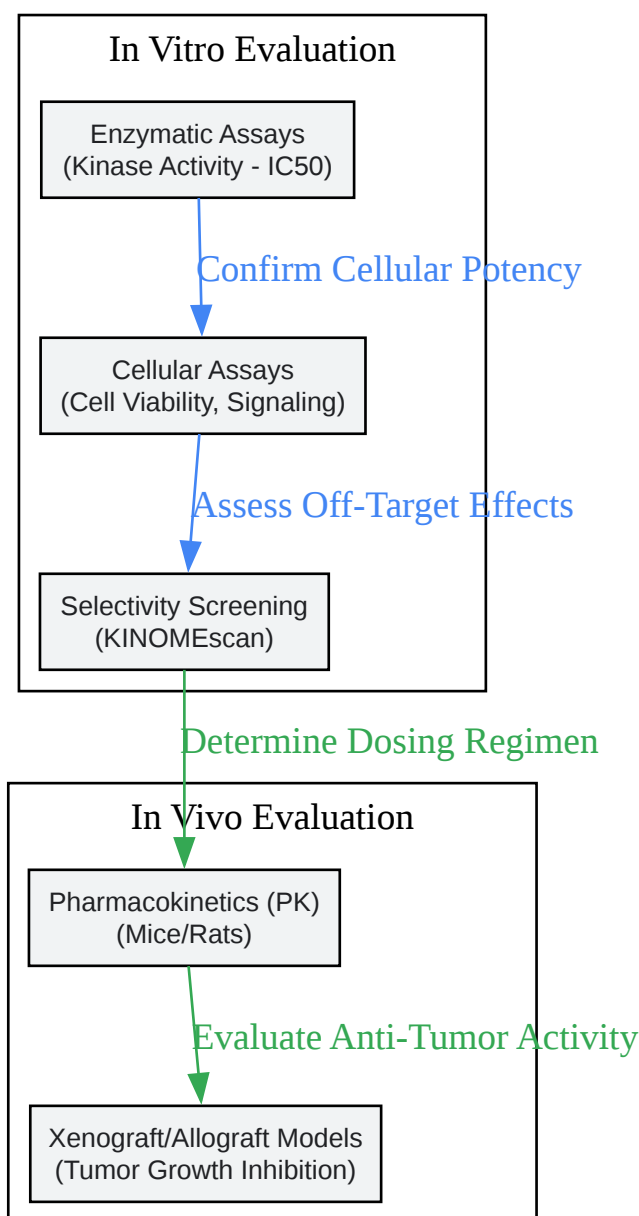 In Vitro Evaluation
Enzymatic Assays
(Kinase Activity - IC50)
Confirm Cellular Potency
Cellular Assays
(Cell Viability, Signaling)
Assess Off-Target Effects
Selectivity Screening
(KINOMEscan)
Determine Dosing Regimen
In Vivo Evaluation
Pharmacokinetics (PK)
(Mice/Rats)
Evaluate Anti-Tumor Activity
Xenograft/Allograft Models
(Tumor Growth Inhibition)